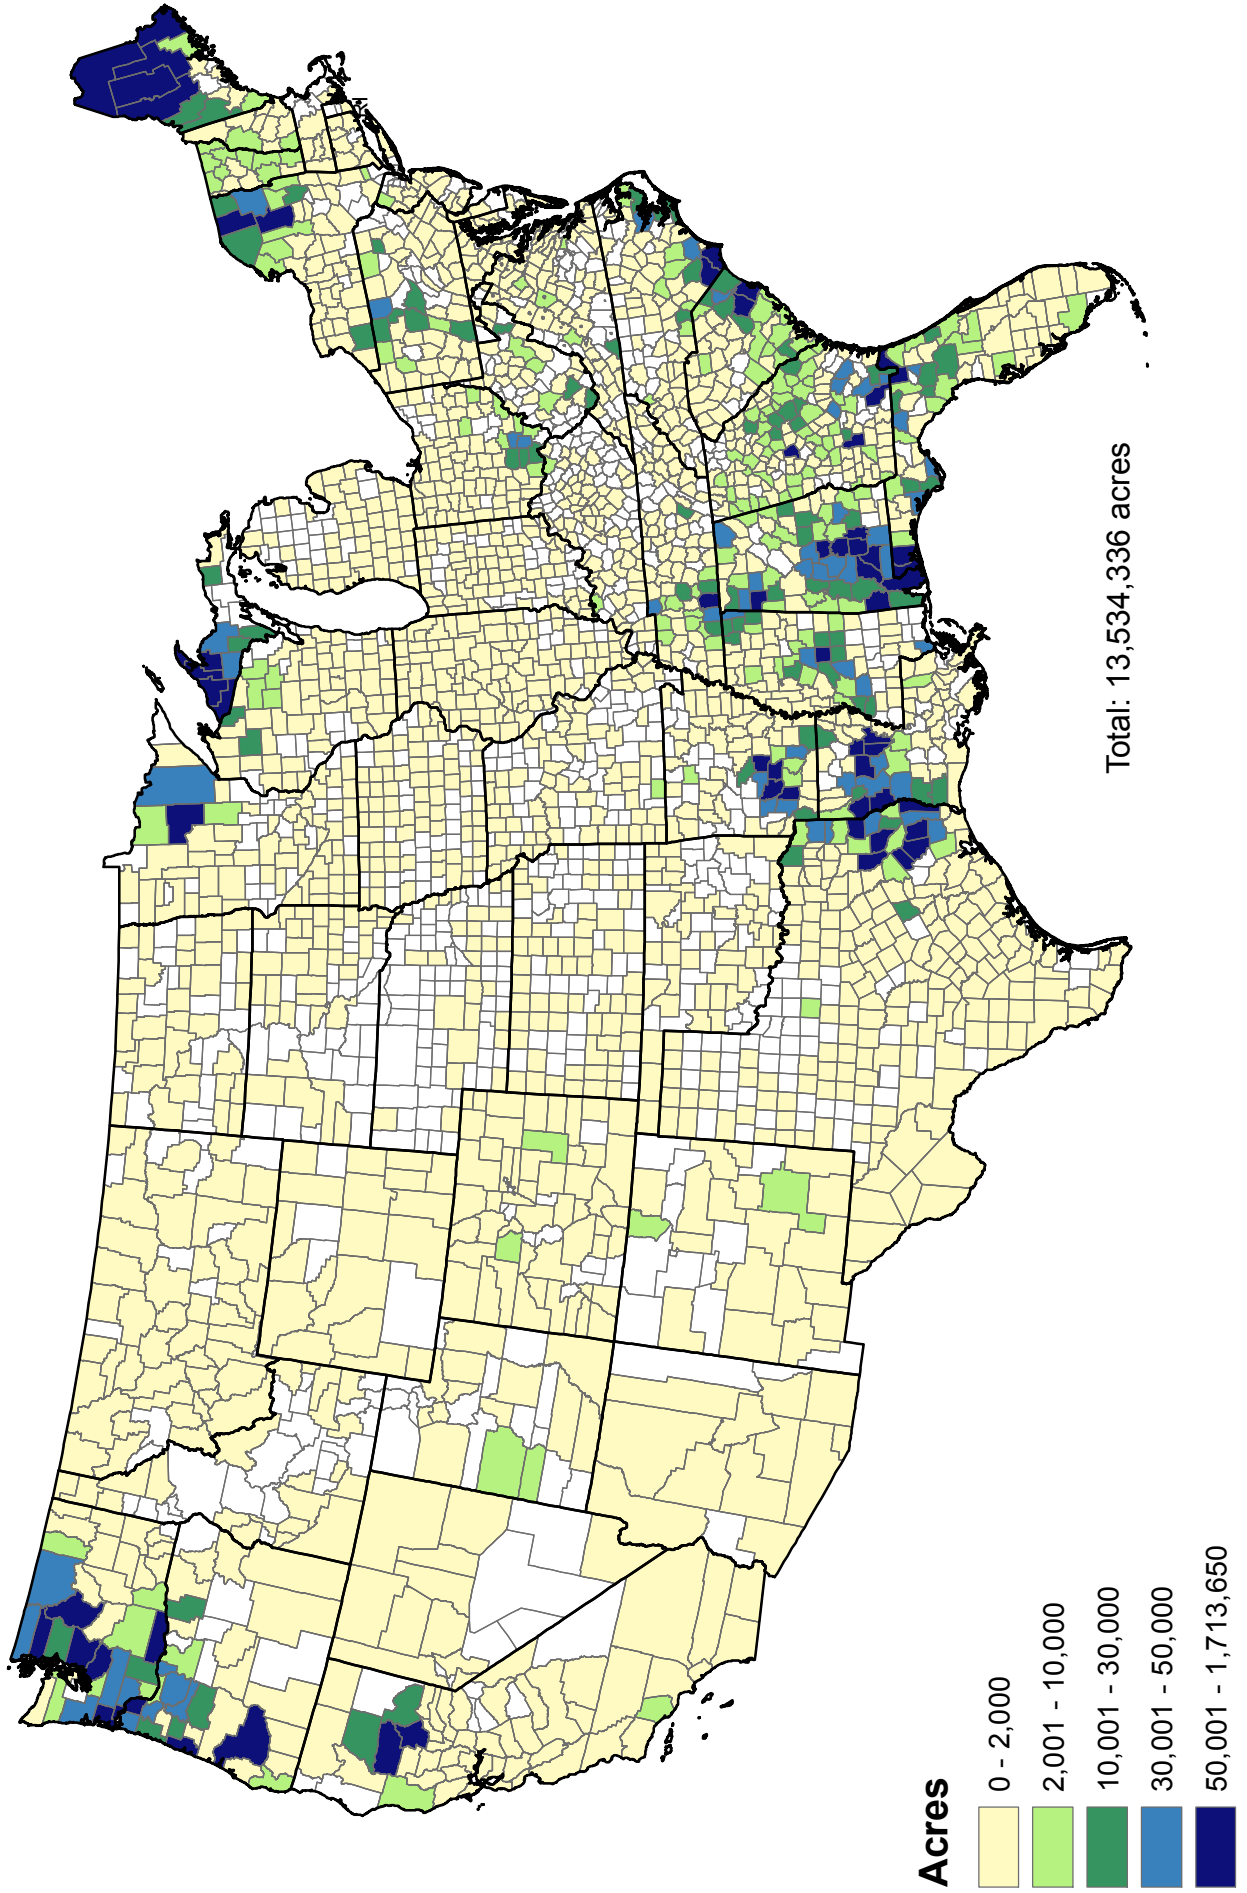 Total: 13,534,336 acres
Acres
0 - 2,000
2,001 - 10,000
10,001 - 30,000
30,001 - 50,000
50,001 - 1,713,650